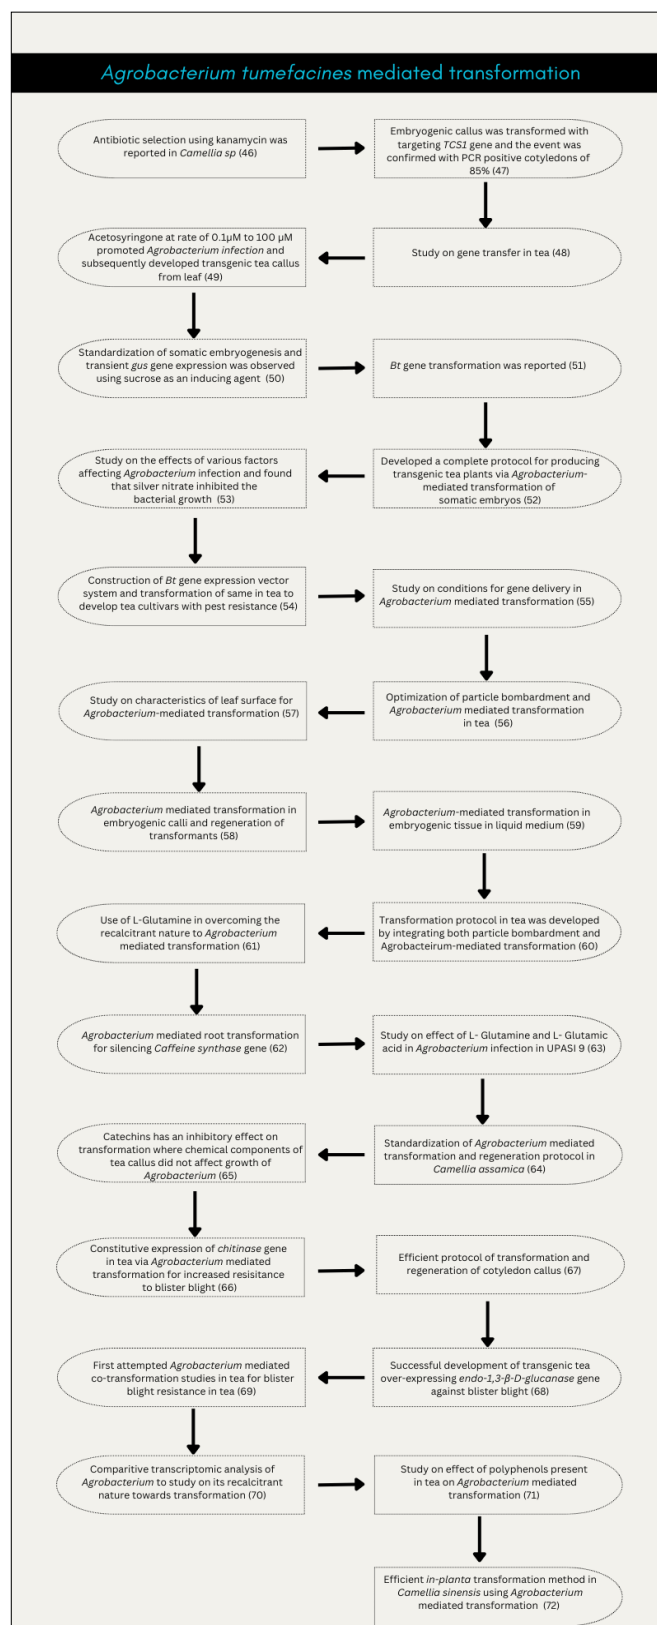 Agrobacterium tumefacines mediated transformation
Antibiotic selection using kanamycin was
reported in Camellia sp (46)
Embryogenic callus was transformed with
targeting TCS1 gene and the event was
confirmed with PCR positive cotyledons of
85% (47)
Study on gene transfer in tea (48)
Acetosyringone at rate of 0.1µM to 100 µM
promoted Agrobacterium infection and
subsequently developed transgenic tea callus
from leaf (49)
Standardization of somatic embryogenesis and
transient gus gene expression was observed
using sucrose as an inducing agent (50)
Bt gene transformation was reported (51)
Developed a complete protocol for producing
transgenic tea plants via Agrobacterium-
mediated transformation of
somatic embryos (52)
Study on the effects of various factors
affecting Agrobacterium infection and found
that silver nitrate inhibited the
bacterial growth (53)
Construction of Bt gene expression vector
system and transformation of same in tea to
develop tea cultivars with pest resistance (54)
Study on conditions for gene delivery in
Agrobacterium mediated transformation (55)
Optimization of particle bombardment and
Agrobacterium mediated transformation
in tea (56)
Study on characteristics of leaf surface for
Agrobacterium-mediated transformation (57)
Agrobacterium mediated transformation in
embryogenic calli and regeneration of
transformants (58)
Agrobacterium-mediated transformation in
embryogenic tissue in liquid medium (59)
Transformation protocol in tea was developed
by integrating both particle bombardment and
Agrobacteirum-mediated transformation (60)
Use of L-Glutamine in overcoming the
recalcitrant nature to Agrobacterium
mediated transformation (61)
Agrobacterium mediated root transformation
for silencing Caffeine synthase gene (62)
Study on effect of L- Glutamine and L- Glutamic
acid in Agrobacterium infection in UPASI 9 (63)
Standardization of Agrobacterium mediated
transformation and regeneration protocol in
Camellia assamica (64)
Catechins has an inhibitory effect on
transformation where chemical components of
tea callus did not affect growth of
Agrobacterium (65)
Constitutive expression of chitinase gene
in tea via Agrobacterium mediated
transformation for increased resisitance
to blister blight (66)
Efficient protocol of transformation and
regeneration of cotyledon callus (67)
Successful development of transgenic tea
over-expressing endo-1,3-β-D-glucanase gene
against blister blight (68)
First attempted Agrobacterium mediated
co-transformation studies in tea for blister
blight resistance in tea (69)
Comparitive transcriptomic analysis of
Agrobacterium to study on its recalcitrant
nature towards transformation (70)
Study on effect of polyphenols present
in tea on Agrobacterium mediated
transformation (71)
Efficient in-planta transformation method in
Camellia sinensis using Agrobacterium
mediated transformation (72)